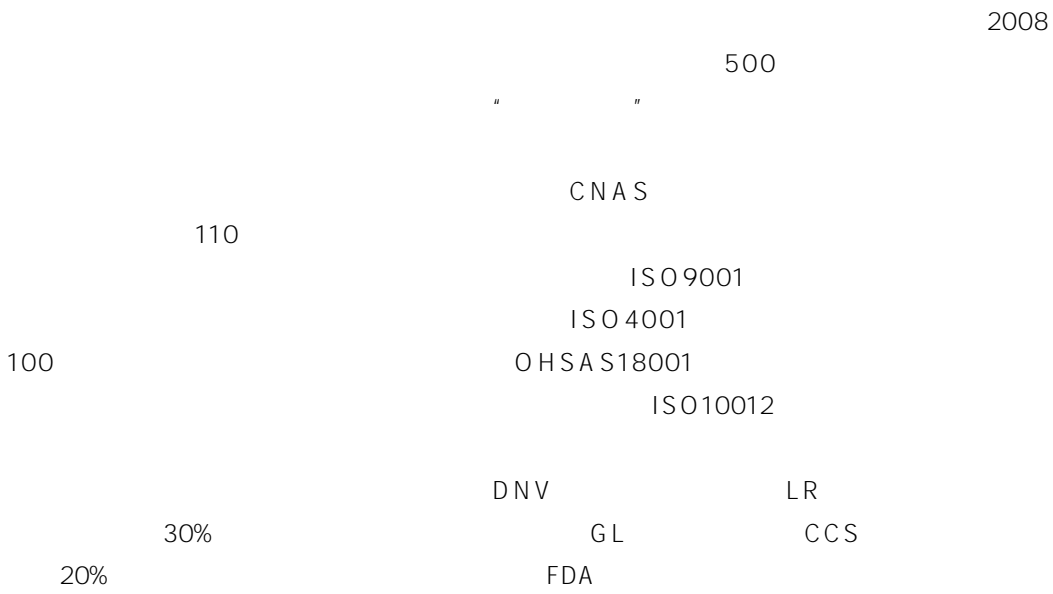 2008
500
“ ”
CNAS
110
ISO9001
ISO4001
100 OHSAS18001
ISO10012
DNV LR
30% GL CCS
20% FDA